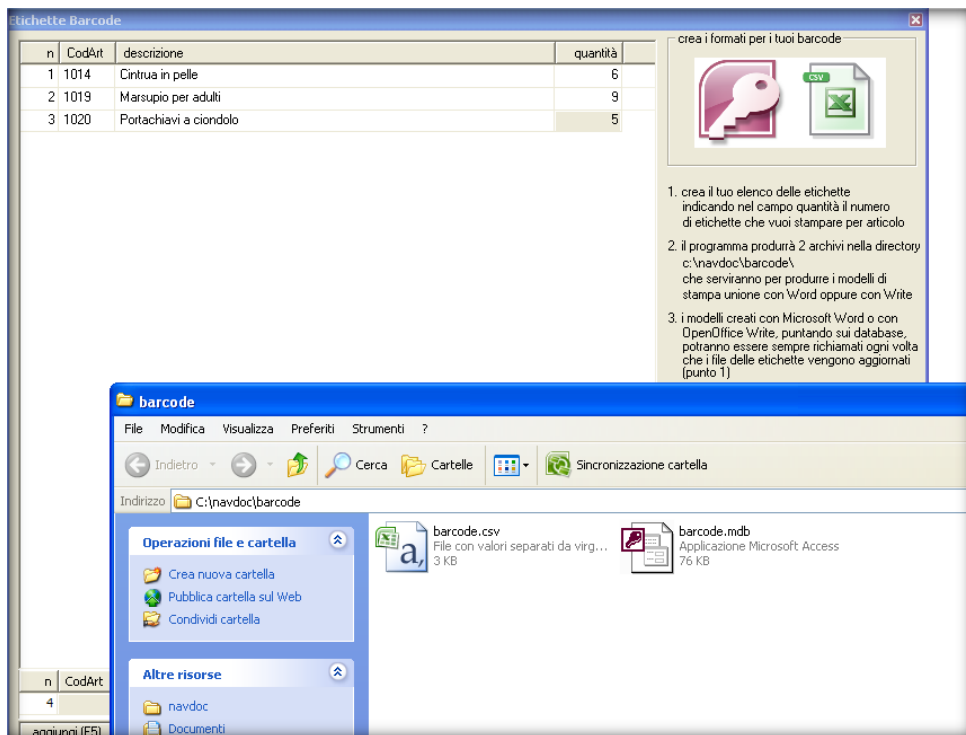 Etichette Barcode
n CodArt descrizione quantità
1 1014 Cintrua in pelle 6
2 1019 Marsupio per adulti 9
3 1020 Portachiavi a ciondolo 5
crea i formati per i tuoi barcode
CSV
1. crea il tuo elenco delle etichette
indicando nel campo quantità il numero
di etichette che vuoi stampare per articolo
2. il programma produrrà 2 archivi nella directory
c:\navdoc\barcode\
che serviranno per produrre i modelli di
stampa unione con Word oppure con Write
3. i modelli creati con Microsoft Word o con
OpenOffice Write, puntando sui database,
potranno essere sempre richiamati ogni volta
che i file delle etichette vengono aggiornati
(punto 1)
barcode
File Modifica Visualizza Preferiti Strumenti ?
Indietro Cerca Cartelle Sincronizzazione cartella
Indirizzo C:\navdoc\barcode
Operazioni file e cartella
Crea nuova cartella
Pubblica cartella sul Web
Condividi cartella
Altre risorse
navdoc
Documenti
a,
barcode.csv
File con valori separati da virg...
3 KB
barcode.mdb
Applicazione Microsoft Access
76 KB
n CodArt
4
aggiungi (F5)